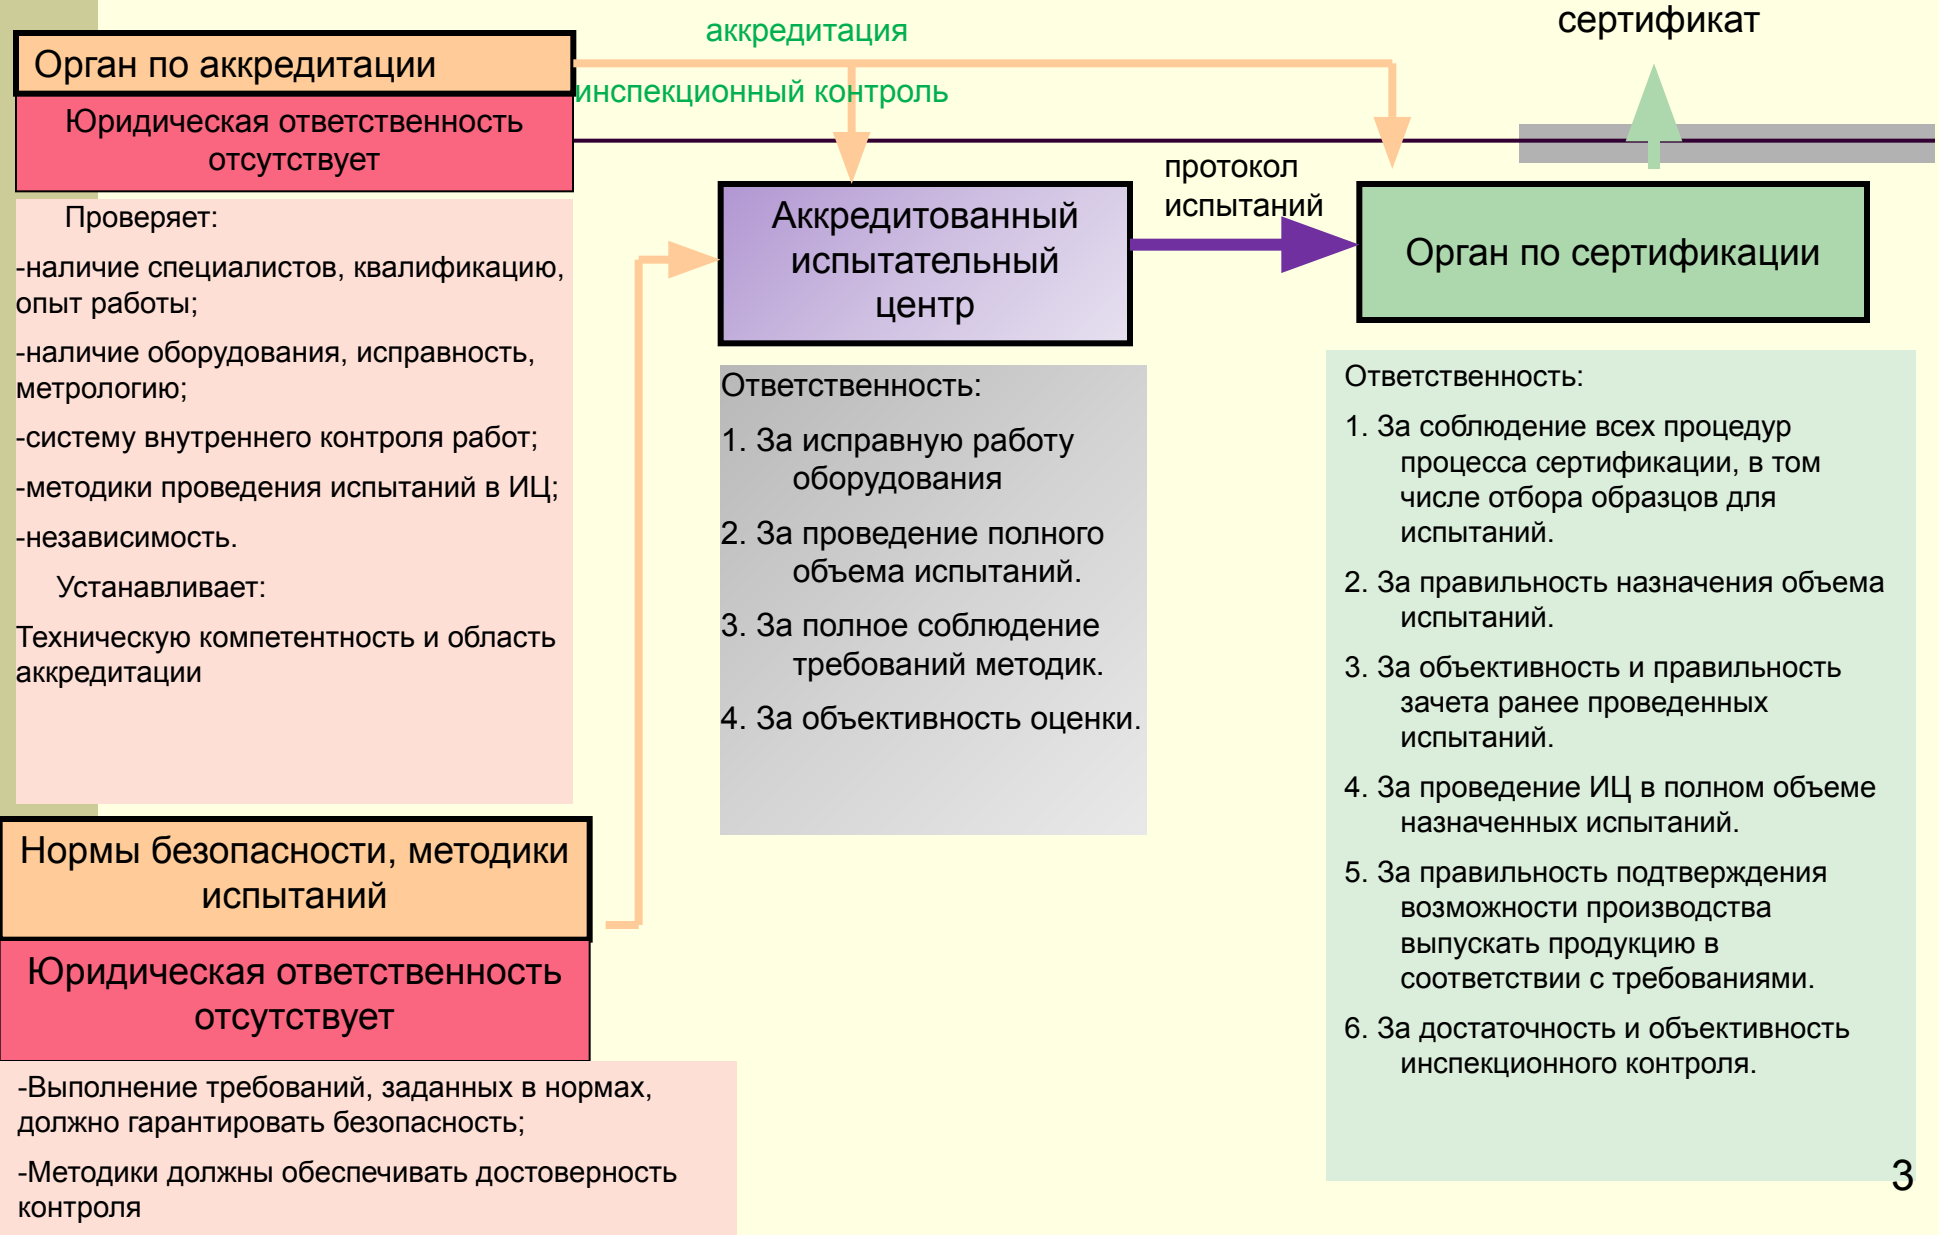 сертификат
аккредитация
Орган по аккредитации
инспекционный контроль
Юридическая ответственность
отсутствует
Проверяет:
-наличие специалистов, квалификацию,
опыт работы;
-наличие оборудования, исправность,
метрологию;
-систему внутреннего контроля работ;
-методики проведения испытаний в ИЦ;
-независимость.
Устанавливает:
Техническую компетентность и область
аккредитации
Нормы безопасности, методики
испытаний
Юридическая ответственность
отсутствует
-Выполнение требований, заданных в нормах,
должно гарантировать безопасность;
-Методики должны обеспечивать достоверность
контроля
Аккредитованный
испытательный
центр
Ответственность:
1. За исправную работу
оборудования
2. За проведение полного
объема испытаний.
3. За полное соблюдение
требований методик.
4. За объективность оценки.
протокол
испытаний
Орган по сертификации
Ответственность:
1. За соблюдение всех процедур
процесса сертификации, в том
числе отбора образцов для
испытаний.
2. За правильность назначения объема
испытаний.
3. За объективность и правильность
зачета ранее проведенных
испытаний.
4. За проведение ИЦ в полном объеме
назначенных испытаний.
5. За правильность подтверждения
возможности производства
выпускать продукцию в
соответствии с требованиями.
6. За достаточность и объективность
инспекционного контроля.
3